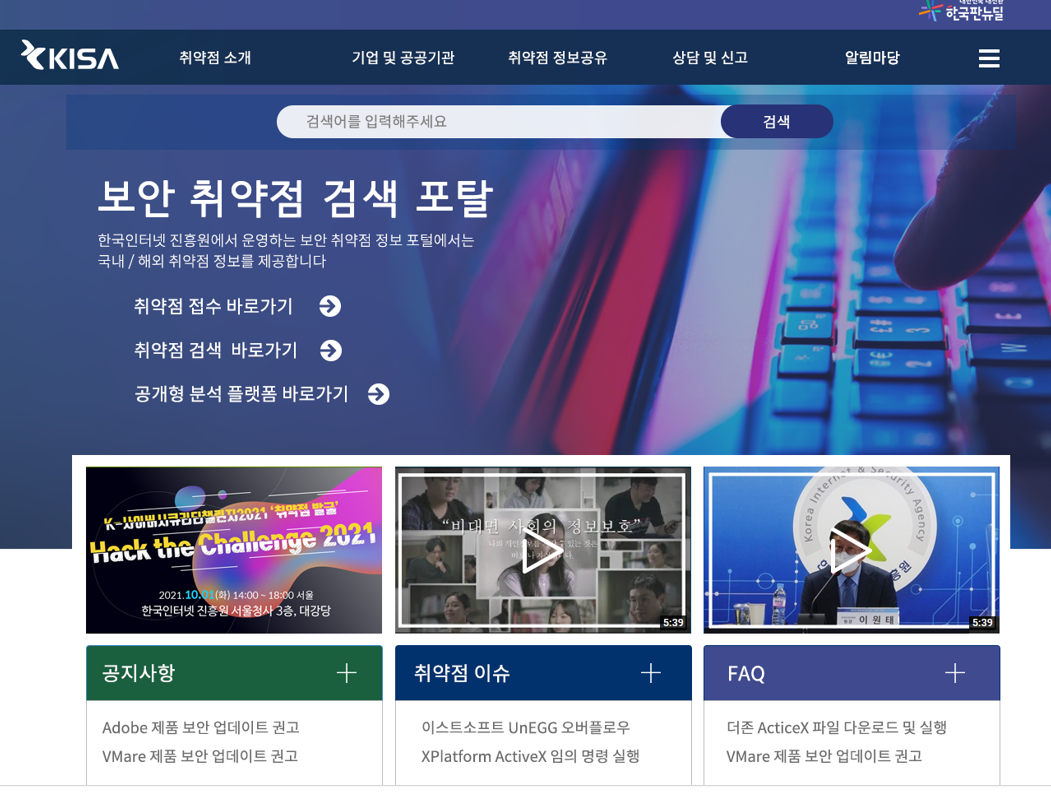 한국판뉴딜
KISA
취약점 소개
기업 및 공공기관
취약점 정보공유
상담 및 신고
알림마당
검색어를 입력해주세요
검색
보안 취약점 검색 포탈
한국인터넷 진흥원에서 운영하는 보안 취약점 정보 포털에서는
국내 / 해외 취약점 정보를 제공합니다
취약점 접수 바로가기
취약점 검색 바로가기
공개형 분석 플랫폼 바로가기
K-사이버시큐리티챌린지2021 ‘취약점 발굴’
Hack the Challenge 2021
2021.10.01(화) 14:00 ~ 18:00 서울
한국인터넷 진흥원 서울청사 3층, 대강당
“비대면 사회의 정보보호”
5:39
Korea Internet & Security Agency
이원태
5:39
공지사항
취약점 이슈
FAQ
Adobe 제품 보안 업데이트 권고
VMare 제품 보안 업데이트 권고
이스트소프트 UnEGG 오버플로우
XPlatform ActiveX 임의 명령 실행
더존 ActiceX 파일 다운로드 및 실행
VMare 제품 보안 업데이트 권고